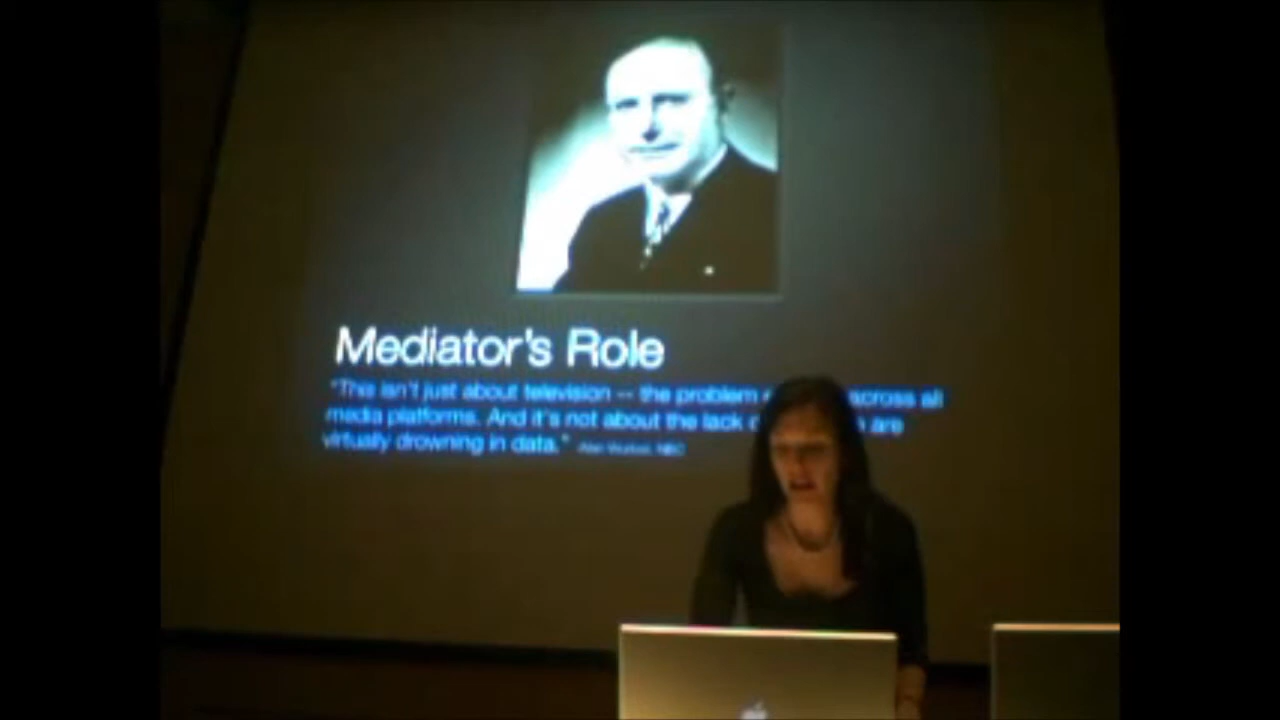 Mediator's Role
"This isn't just about television -- the problem across all
media platforms. And it's not about the lack are
virtually drowning in data." NBC